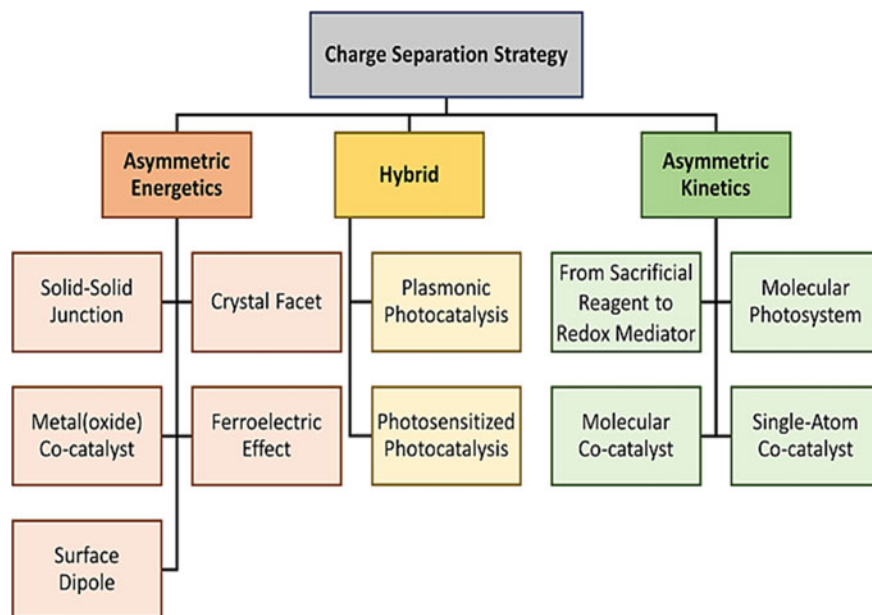 Charge Separation Strategy
Asymmetric
Energetics
Hybrid
Asymmetric
Kinetics
Solid-Solid
Junction
Crystal Facet
Plasmonic
Photocatalysis
From Sacrificial
Reagent to
Redox Mediator
Molecular
Photosystem
Metal(oxide)
Co-catalyst
Ferroelectric
Effect
Photosensitized
Photocatalysis
Molecular
Co-catalyst
Single-Atom
Co-catalyst
Surface
Dipole